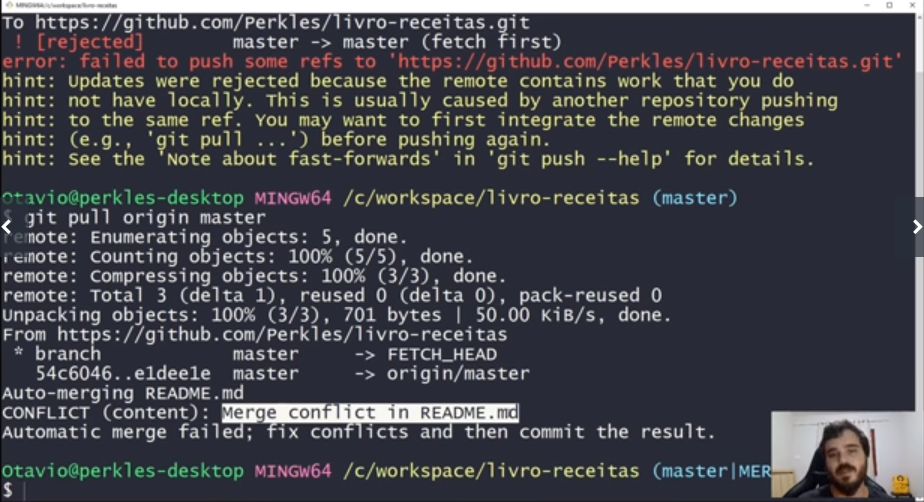 MINGW64:/c/workspace/livro-receitas
To https://github.com/Perkles/livro-receitas.git
! [rejected] master -> master (fetch first)
error: failed to push some refs to 'https://github.com/Perkles/livro-receitas.git'
hint: Updates were rejected because the remote contains work that you do
hint: not have locally. This is usually caused by another repository pushing
hint: to the same ref. You may want to first integrate the remote changes
hint: (e.g., 'git pull ...') before pushing again.
hint: See the 'Note about fast-forwards' in 'git push --help' for details.
Otavio@perkles-desktop MINGW64 /c/workspace/livro-receitas (master)
$ git pull origin master
remote: Enumerating objects: 5, done.
remote: Counting objects: 100% (5/5), done.
remote: Compressing objects: 100% (3/3), done.
remote: Total 3 (delta 1), reused 0 (delta 0), pack-reused 0
Unpacking objects: 100% (3/3), 701 bytes | 50.00 KiB/s, done.
From https://github.com/Perkles/livro-receitas
* branch master -> FETCH_HEAD
54c6046..e1dee1e master -> origin/master
Auto-merging README.md
CONFLICT (content): Merge conflict in README.md
Automatic merge failed; fix conflicts and then commit the result.
Otavio@perkles-desktop MINGW64 /c/workspace/livro-receitas (master|MER
$